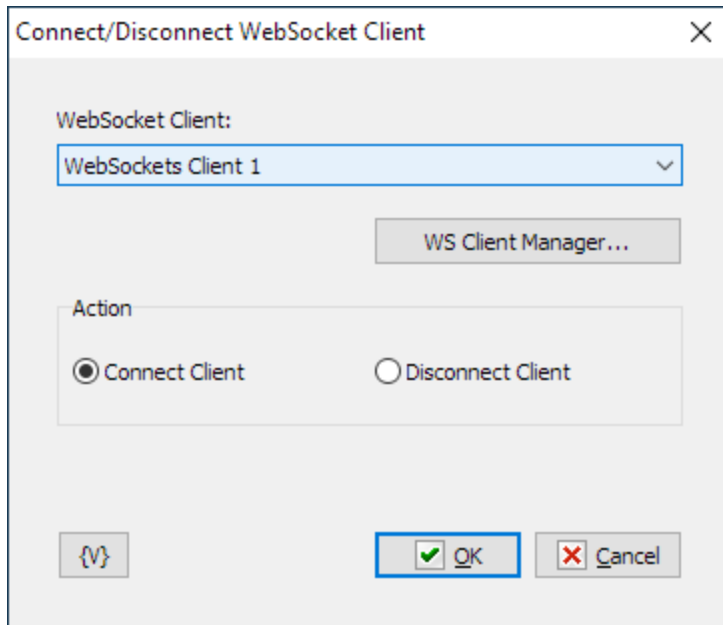 Connect/Disconnect WebSocket Client
WebSocket Client:
WebSockets Client 1
WS Client Manager...
Action
Connect Client
Disconnect Client
{V}
OK
Cancel